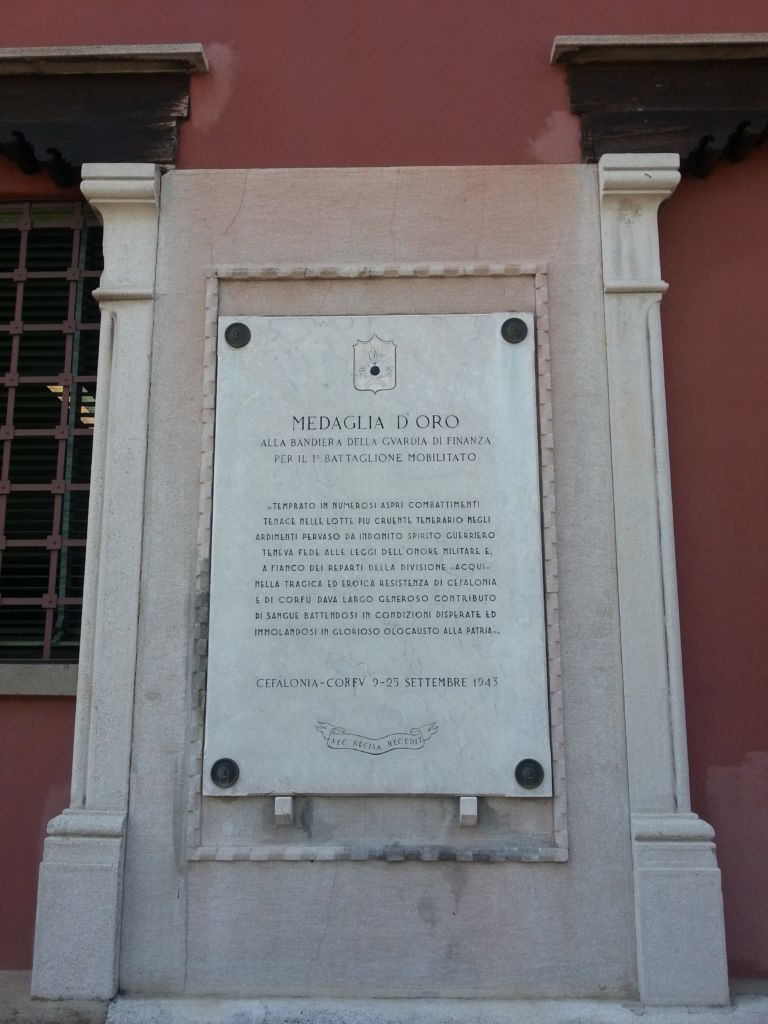 MEDAGLIA D'ORO
ALLA BANDIERA DELLA GVARDIA DI FINANZA
PER IL 1° BATTAGLIONE MOBILITATO
«TEMPRATO IN NUMEROSI ASPRI COMBATTIMENTI
TENACE NELLE LOTTE PIU CRUENTE TEMERARIO NEGLI
ARDIMENTI PERVASO DA INDOMITO SPIRITO GUERRIERO
TENEVA FEDE ALLE LEGGI DELL'ONORE MILITARE E,
A FIANCO DEI REPARTI DELLA DIVISIONE «ACQUI»
NELLA TRAGICA ED EROICA RESISTENZA DI CEFALONIA
E DI CORFU DAVA LARGO GENEROSO CONTRIBUTO
DI SANGUE BATTENDOSI IN CONDIZIONI DISPERATE ED
IMMOLANDOSI IN GLORIOSO OLOCAUSTO ALLA PATRIA».
CEFALONIA-CORFV 9-25 SETTEMBRE 1943
NEC RECISA RECEDIT